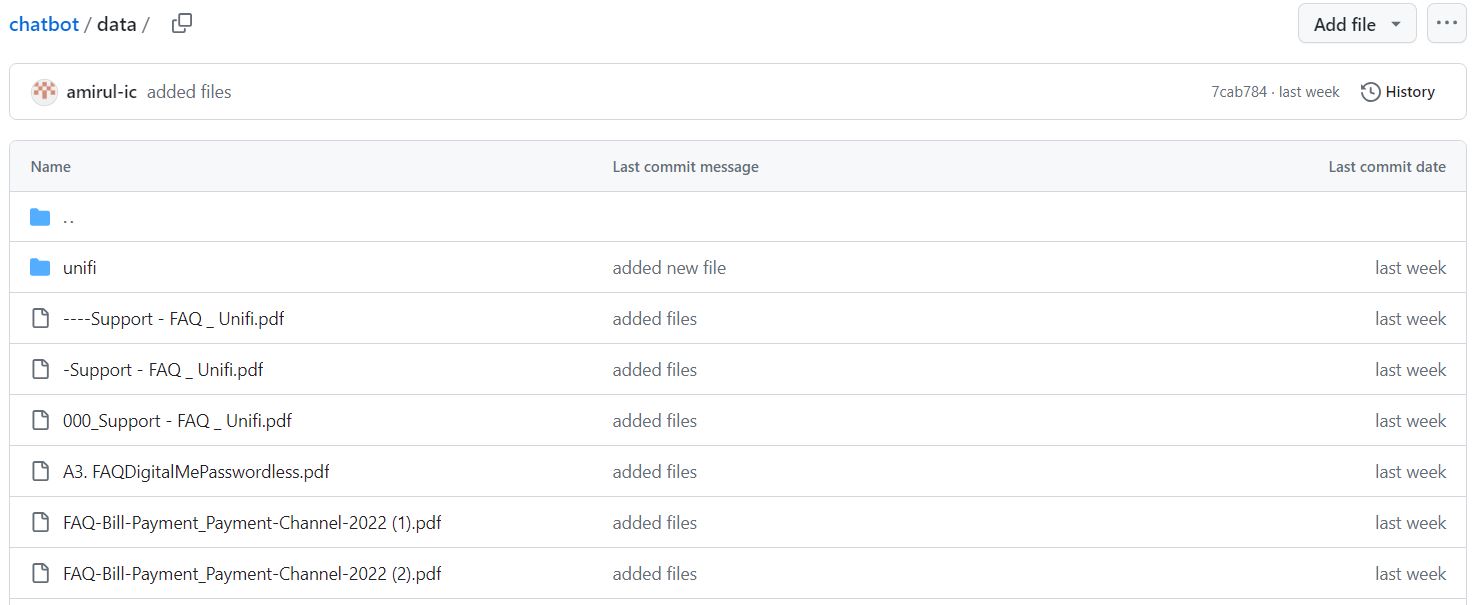 chatbot / data /
Add file
...
amirul-ic added files
7cab784 · last week
History
Name Last commit message Last commit date
..
unifi added new file last week
----Support - FAQ _ Unifi.pdf added files last week
-Support - FAQ _ Unifi.pdf added files last week
000_Support - FAQ _ Unifi.pdf added files last week
A3. FAQDigitalMePasswordless.pdf added files last week
FAQ-Bill-Payment_Payment-Channel-2022 (1).pdf added files last week
FAQ-Bill-Payment_Payment-Channel-2022 (2).pdf added files last week